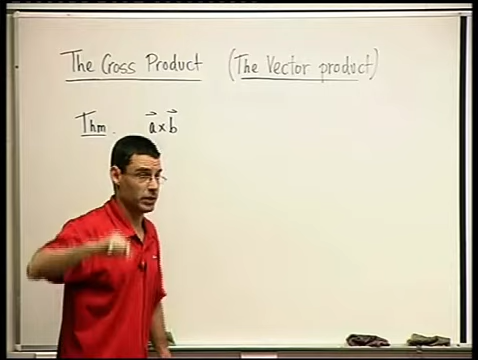 The Cross Product (The Vector product)
Thm. a⃗ x b⃗